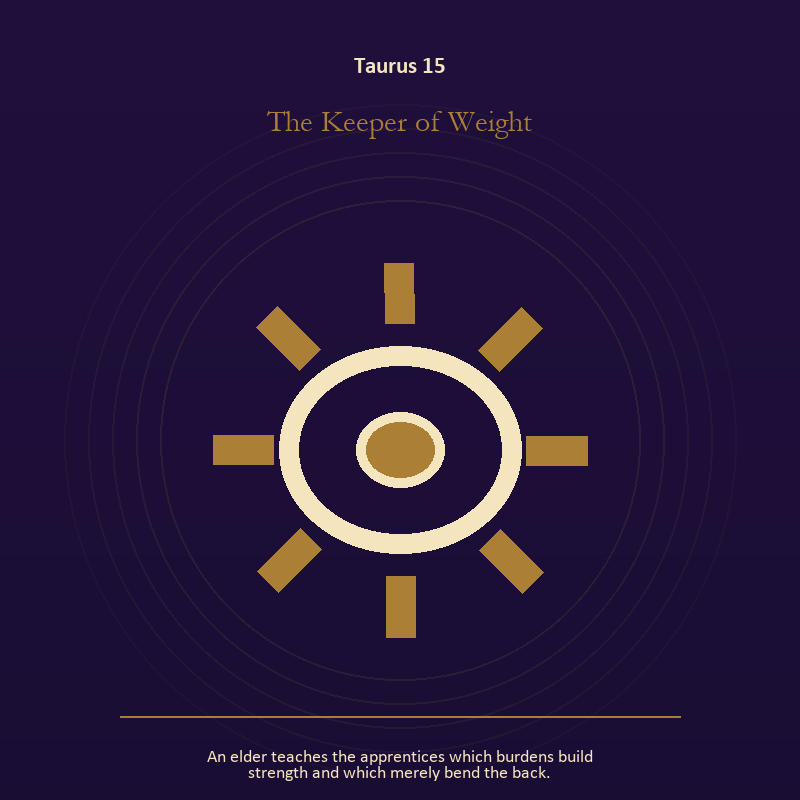 Taurus 15
The Keeper of Weight
An elder teaches the apprentices which burdens build
strength and which merely bend the back.